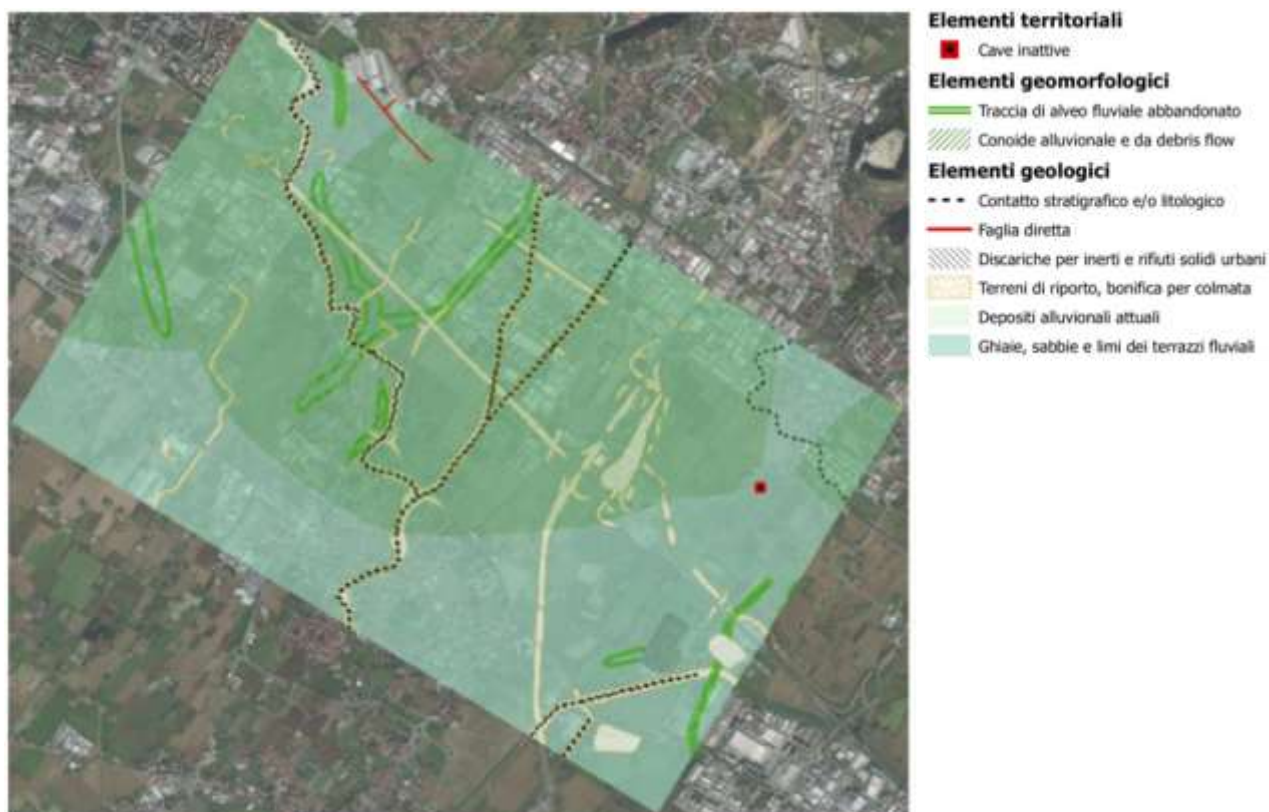 Elementi territoriali
Cave inattive
Elementi geomorfologici
Traccia di alveo fluviale abbandonato
Conoide alluvionale e da debris flow
Elementi geologici
Contatto stratigrafico e/o litologico
Faglia diretta
Discariche per inerti e rifiuti solidi urbani
Terreni di riporto, bonifica per colmata
Depositi alluvionali attuali
Ghiaie, sabbie e limi dei terrazzi fluviali